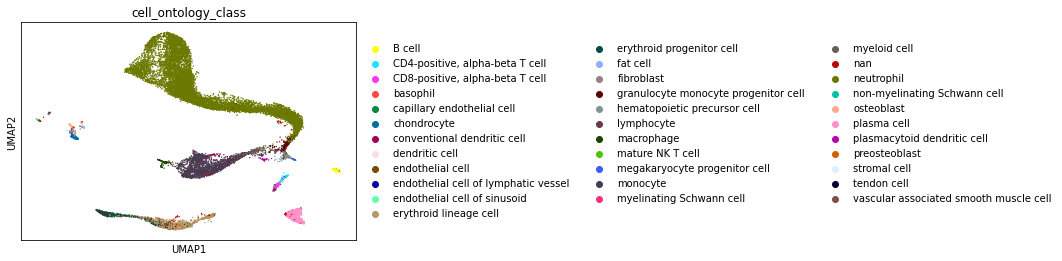 cell_ontology_class
UMAP2
UMAP1
B cell
CD4-positive, alpha-beta T cell
CD8-positive, alpha-beta T cell
basophil
capillary endothelial cell
chondrocyte
conventional dendritic cell
dendritic cell
endothelial cell
endothelial cell of lymphatic vessel
endothelial cell of sinusoid
erythroid lineage cell
erythroid progenitor cell
fat cell
fibroblast
granulocyte monocyte progenitor cell
hematopoietic precursor cell
lymphocyte
macrophage
mature NK T cell
megakaryocyte progenitor cell
monocyte
myelinating Schwann cell
myeloid cell
nan
neutrophil
non-myelinating Schwann cell
osteoblast
plasma cell
plasmacytoid dendritic cell
preosteoblast
stromal cell
tendon cell
vascular associated smooth muscle cell